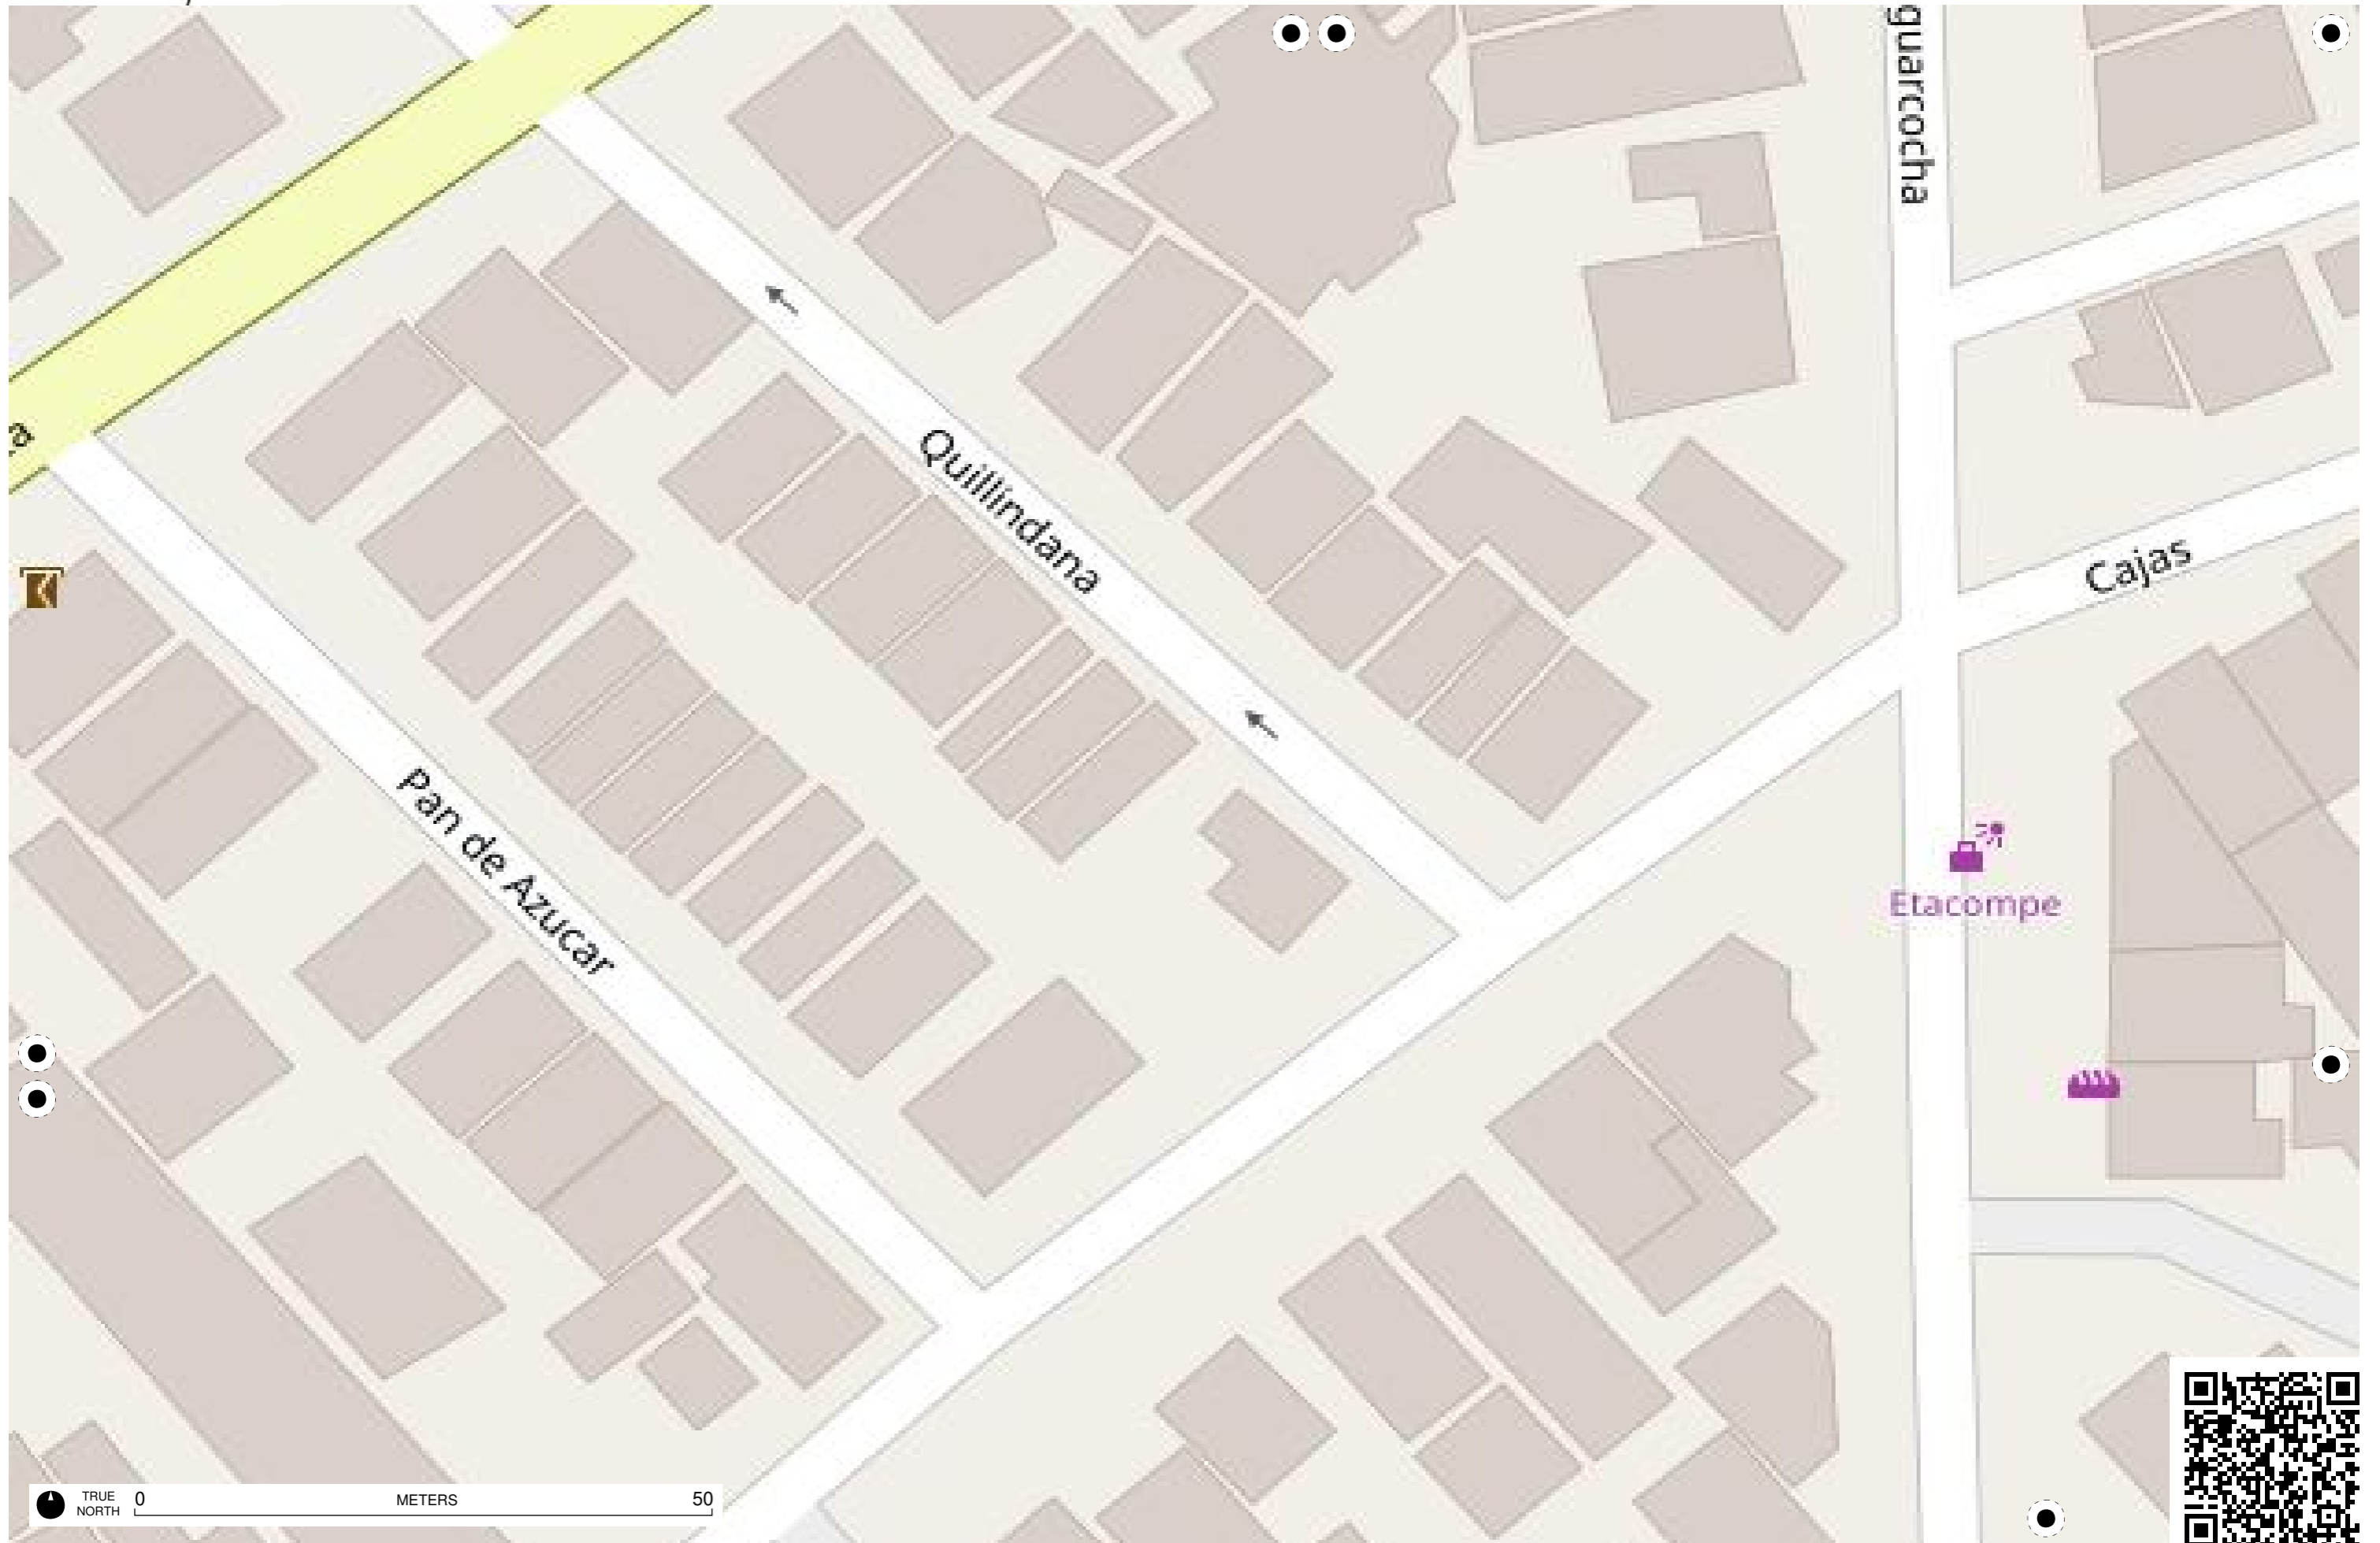 guarcocha
Quillindana
Cajas
Pan de Azucar
Etacompe
TRUE
NORTH
0
METERS
50